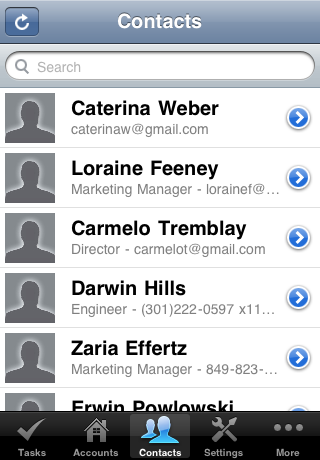 Contacts
Search
Caterina Weber
caterinaw@gmail.com
Loraine Feeney
Marketing Manager - lorainef@...
Carmelo Tremblay
Director - carmelot@gmail.com
Darwin Hills
Engineer - (301)222-0597 x11...
Zaria Effertz
Marketing Manager - 849-823-...
Erwin Powlowski
Tasks Accounts Contacts Settings More